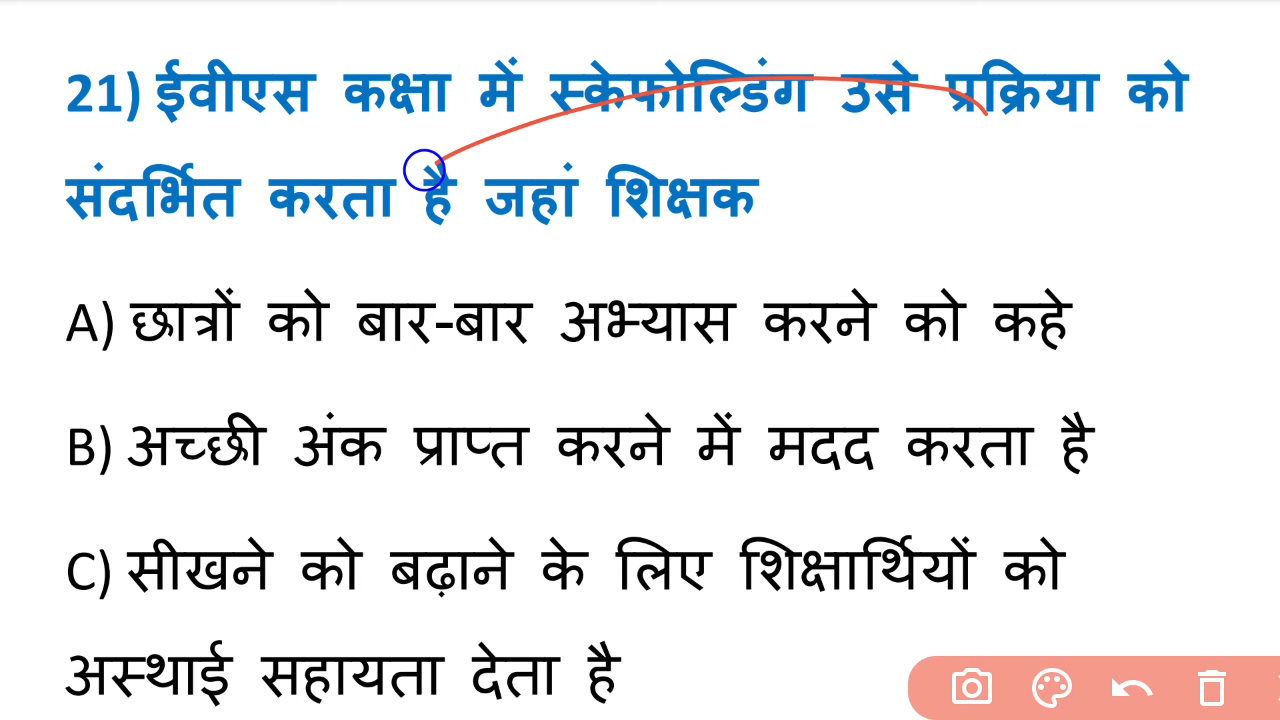 21) ईवीएस कक्षा में स्केफोल्डिंग उसे प्रक्रिया को
संदर्भित करता है जहां शिक्षक
A) छात्रों को बार-बार अभ्यास करने को कहे
B) अच्छी अंक प्राप्त करने में मदद करता है
C) सीखने को बढ़ाने के लिए शिक्षार्थियों को
अस्थाई सहायता देता है